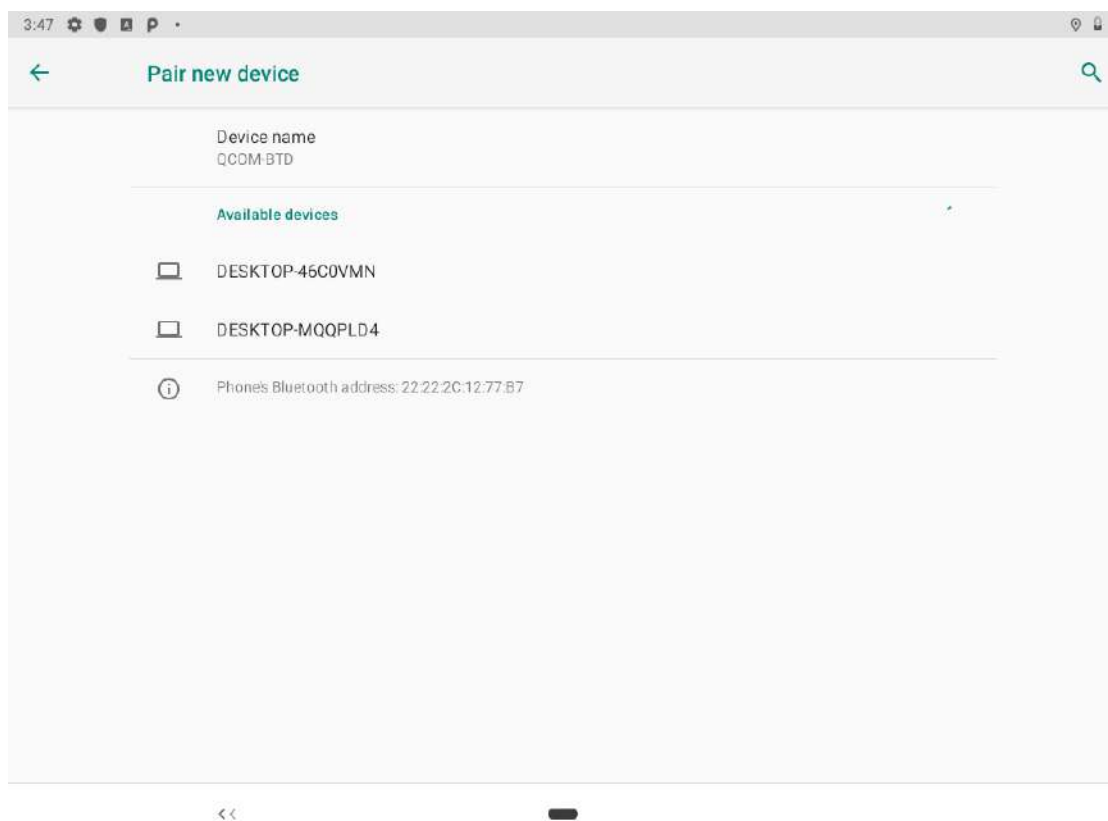 3:47
Pair new device
Device name
QCOM-BTD
Available devices
DESKTOP-46C0VMN
DESKTOP-MQQPLD4
Phone's Bluetooth address: 22:22:2C:12:77:B7